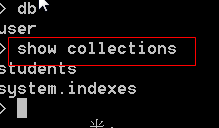 > db
user
> show collections
students
system.indexes
>